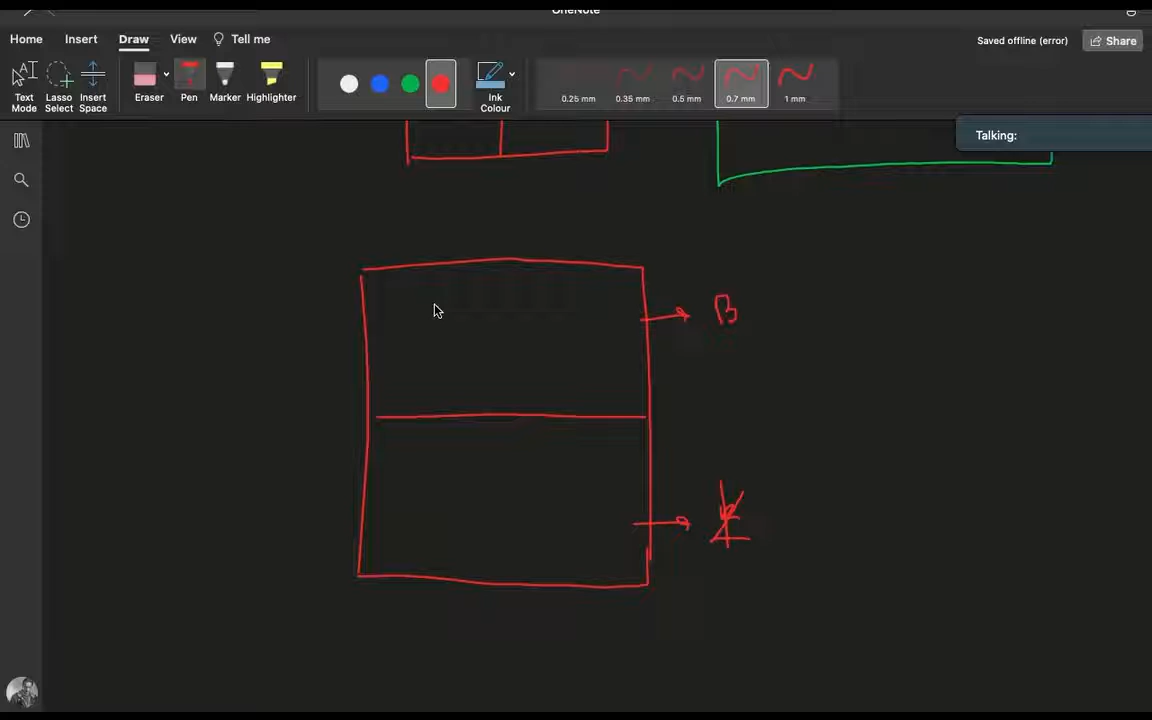 OneNote
Home Insert Draw View Tell me
Saved offline (error) Share
Text Mode
Lasso Select
Insert Space
Eraser
Pen
Marker
Highlighter
Ink Colour
0.25 mm 0.35 mm 0.5 mm 0.7 mm 1 mm
Talking:
B